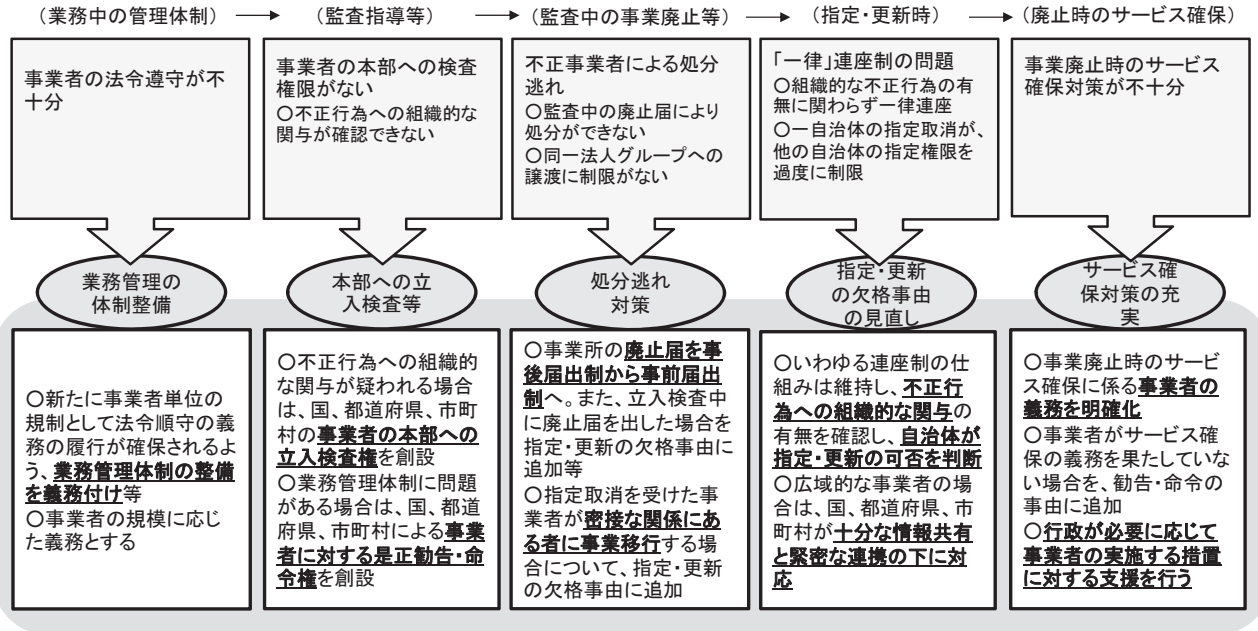 （業務中の管理体制） → （監査指導等） → （監査中の事業廃止等） → （指定・更新時） → （廃止時のサービス確保）
事業者の法令遵守が不
十分
事業者の本部への検査
権限がない
○不正行為への組織的な
関与が確認できない
不正事業者による処分
逃れ
○監査中の廃止届により
処分ができない
○同一法人グループへの
譲渡に制限がない
「一律」連座制の問題
○組織的な不正行為の有
無に関わらず一律連座
○一自治体の指定取消が、
他の自治体の指定権限を
過度に制限
事業廃止時のサービス
確保対策が不十分
業務管理の
体制整備
本部への立
入検査等
処分逃れ
対策
指定・更新
の欠格事由
の見直し
サービス確
保対策の充
実
○新たに事業者単位の
規制として法令順守の義
務の履行が確保されるよ
う、業務管理体制の整備
を義務付け等
○事業者の規模に応じ
た義務とする
○不正行為への組織的
な関与が疑われる場合
は、国、都道府県、市町
村の事業者の本部への
立入検査権を創設
○業務管理体制に問題
がある場合は、国、都道
府県、市町村による事業
者に対する是正勧告・命
令権を創設
○事業所の廃止届を事
後届出制から事前届出
制へ。また、立入検査中
に廃止届を出した場合を
指定・更新の欠格事由に
追加等
○指定取消を受けた事
業者が密接な関係にあ
る者に事業移行する場
合について、指定・更新
の欠格事由に追加
○いわゆる連座制の仕
組みは維持し、不正行
為への組織的な関与の
有無を確認し、自治体が
指定・更新の可否を判断
○広域的な事業者の場
合は、国、都道府県、市
町村が十分な情報共有
と緊密な連携の下に対
応
○事業廃止時のサービ
ス確保に係る事業者の
義務を明確化
○事業者がサービス確
保の義務を果たしていな
い場合を、勧告・命令の
事由に追加
○行政が必要に応じて
事業者の実施する措置
に対する支援を行う